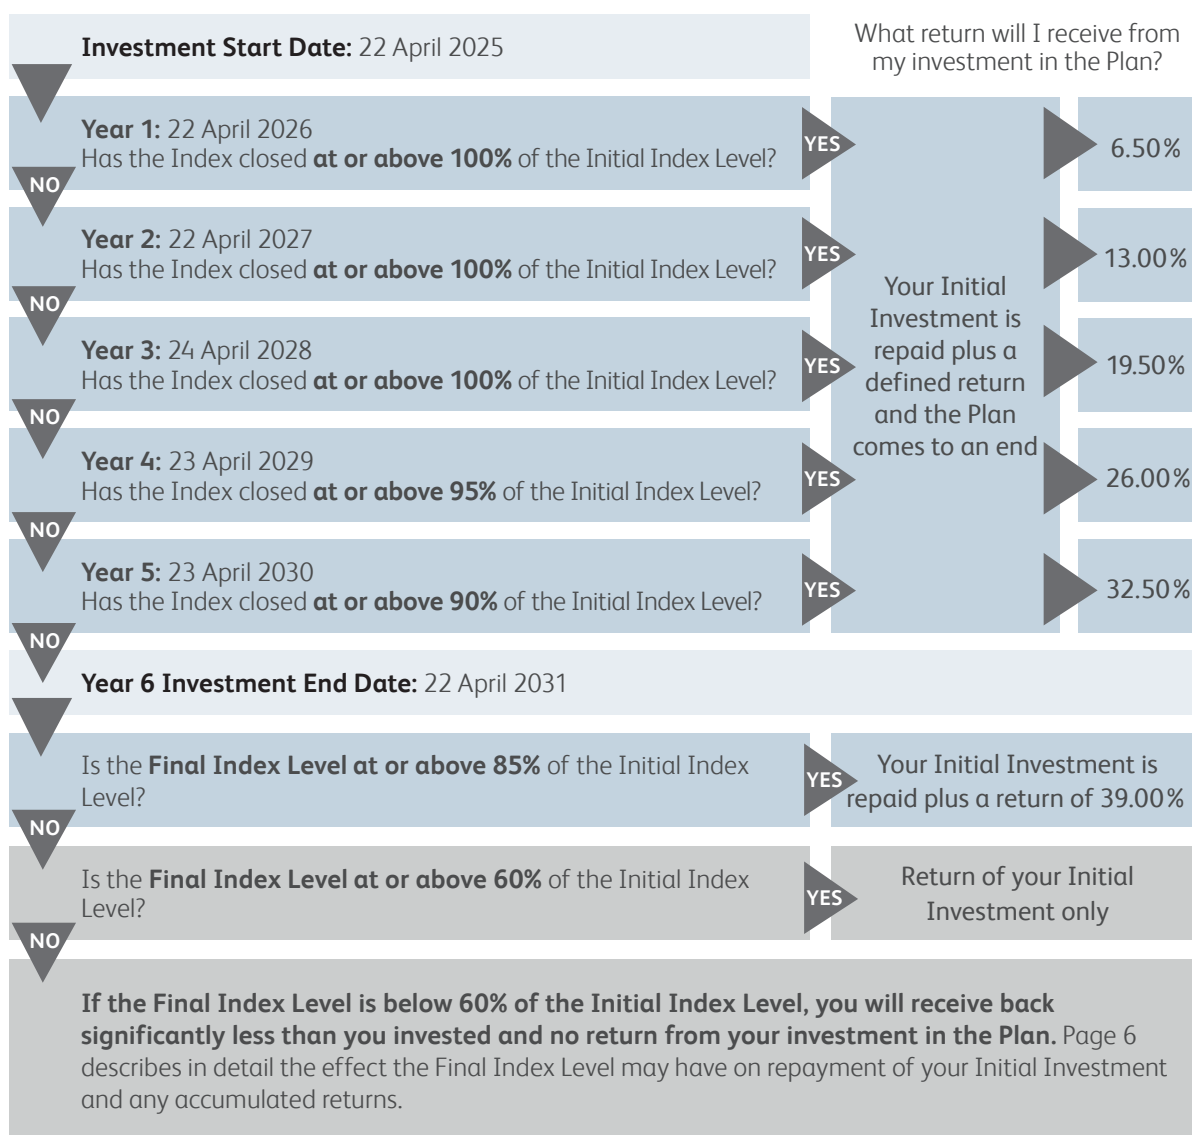 Investment Start Date: 22 April 2025
What return will I receive from
my investment in the Plan?
Year 1: 22 April 2026
Has the Index closed at or above 100% of the Initial Index Level?
YES
6.50%
NO
Year 2: 22 April 2027
Has the Index closed at or above 100% of the Initial Index Level?
YES
13.00%
NO
Year 3: 24 April 2028
Has the Index closed at or above 100% of the Initial Index Level?
YES
19.50%
NO
Year 4: 23 April 2029
Has the Index closed at or above 95% of the Initial Index Level?
YES
26.00%
NO
Year 5: 23 April 2030
Has the Index closed at or above 90% of the Initial Index Level?
YES
32.50%
Your Initial
Investment is
repaid plus a
defined return
and the Plan
comes to an end
NO
Year 6 Investment End Date: 22 April 2031
Is the Final Index Level at or above 85% of the Initial Index
Level?
YES
Your Initial Investment is
repaid plus a return of 39.00%
NO
Is the Final Index Level at or above 60% of the Initial Index
Level?
YES
Return of your Initial
Investment only
NO
If the Final Index Level is below 60% of the Initial Index Level, you will receive back
significantly less than you invested and no return from your investment in the Plan. Page 6
describes in detail the effect the Final Index Level may have on repayment of your Initial Investment
and any accumulated returns.